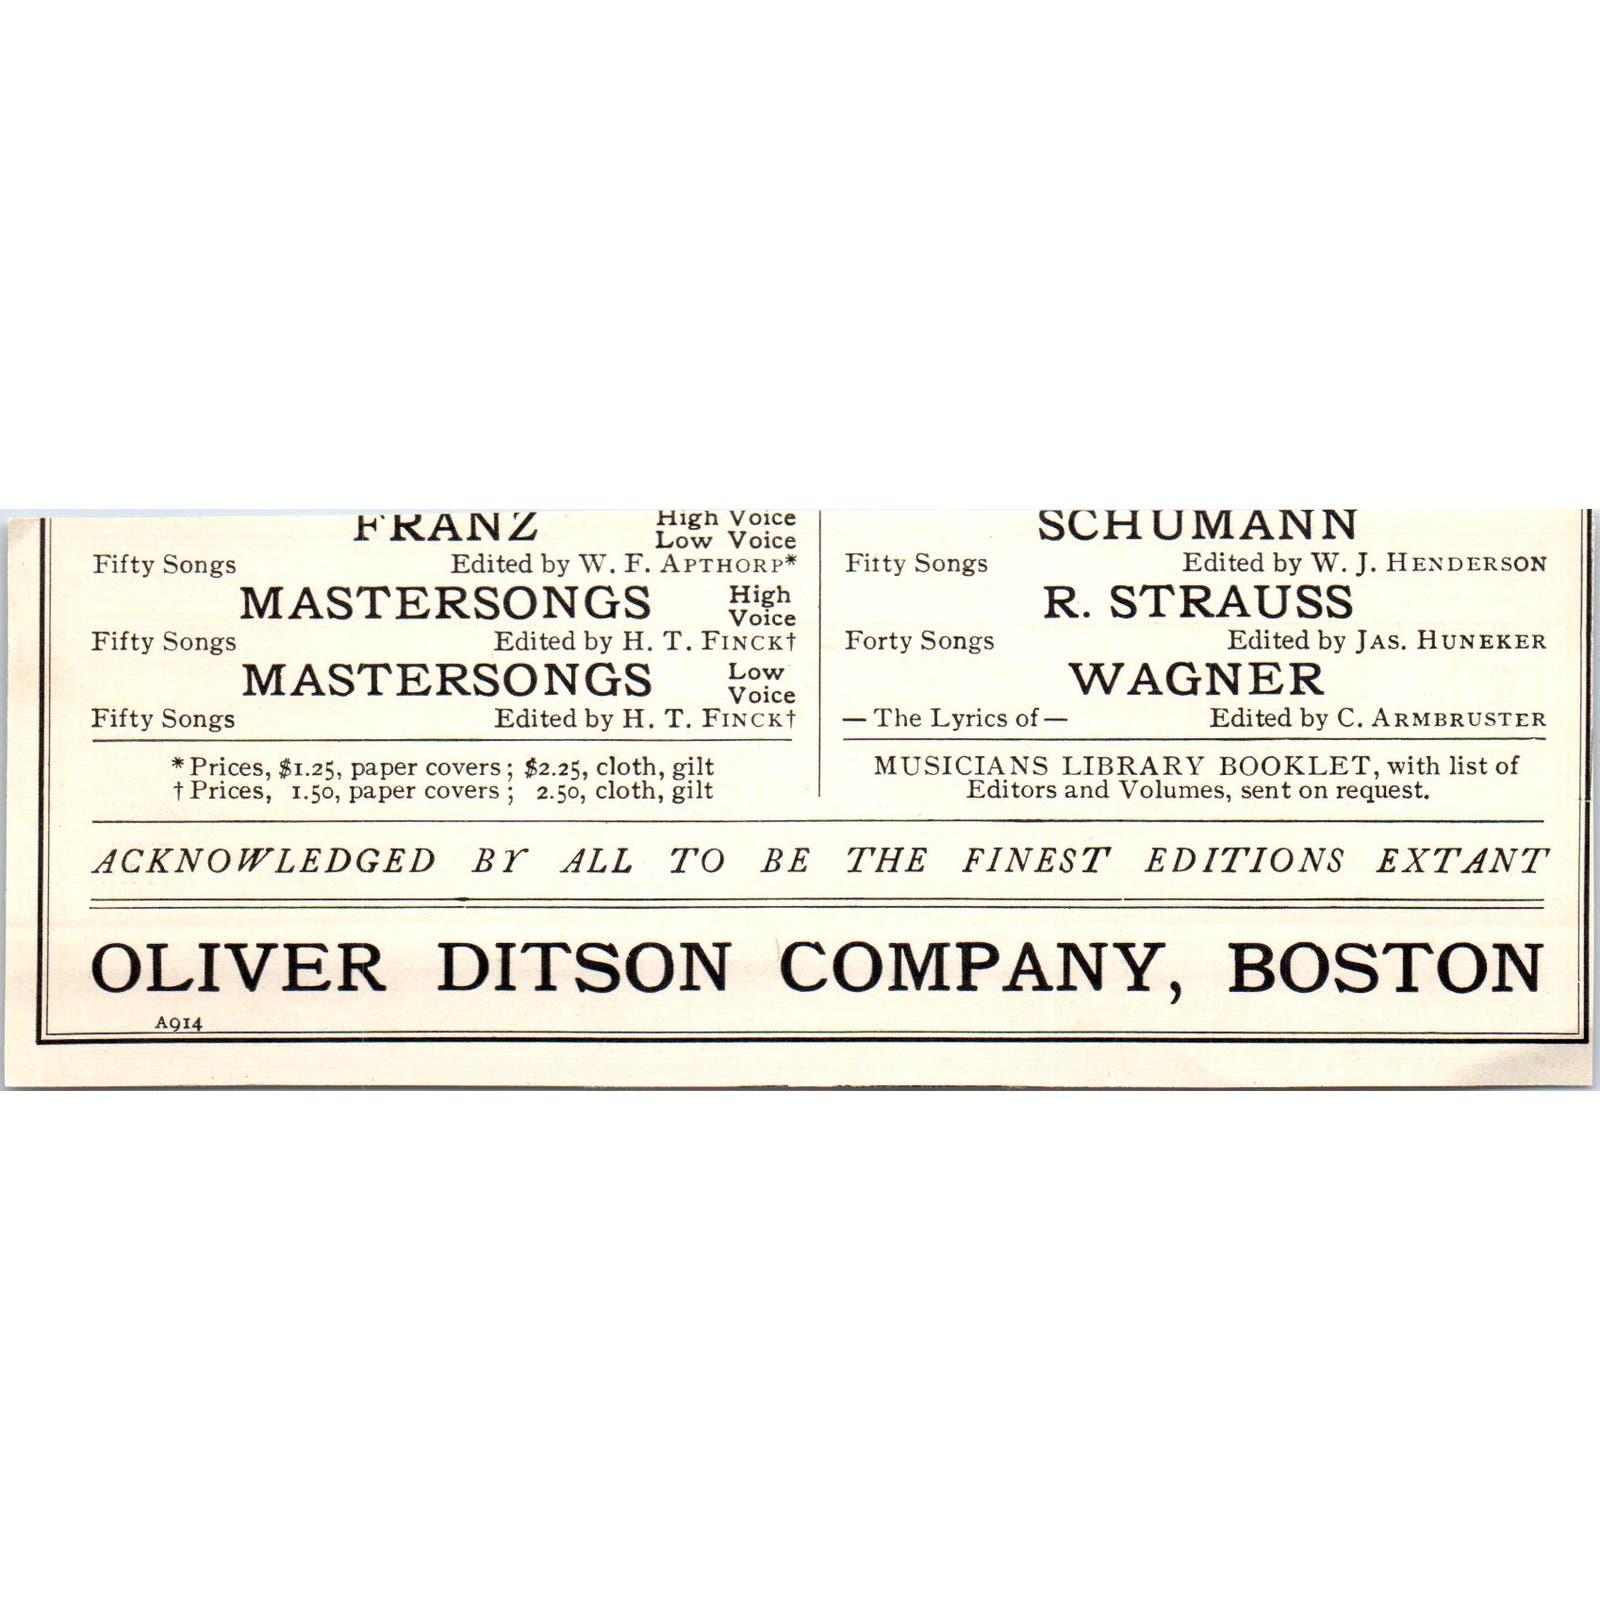 FRANZ High Voice
Low Voice
Fifty Songs Edited by W. F. APTHORP*
MASTERSONGS High
Voice
Fifty Songs Edited by H. T. FINCK†
MASTERSONGS Low
Voice
Fifty Songs Edited by H. T. FINCK†
*Prices, $1.25, paper covers; $2.25, cloth, gilt
†Prices, 1.50, paper covers; 2.50, cloth, gilt
SCHUMANN
Fitty Songs Edited by W. J. HENDERSON
R. STRAUSS
Forty Songs Edited by JAS. HUNEKER
WAGNER
—The Lyrics of— Edited by C. ARMBRUSTER
MUSICIANS LIBRARY BOOKLET, with list of
Editors and Volumes, sent on request.
ACKNOWLEDGED BY ALL TO BE THE FINEST EDITIONS EXTANT
OLIVER DITSON COMPANY, BOSTON
A914